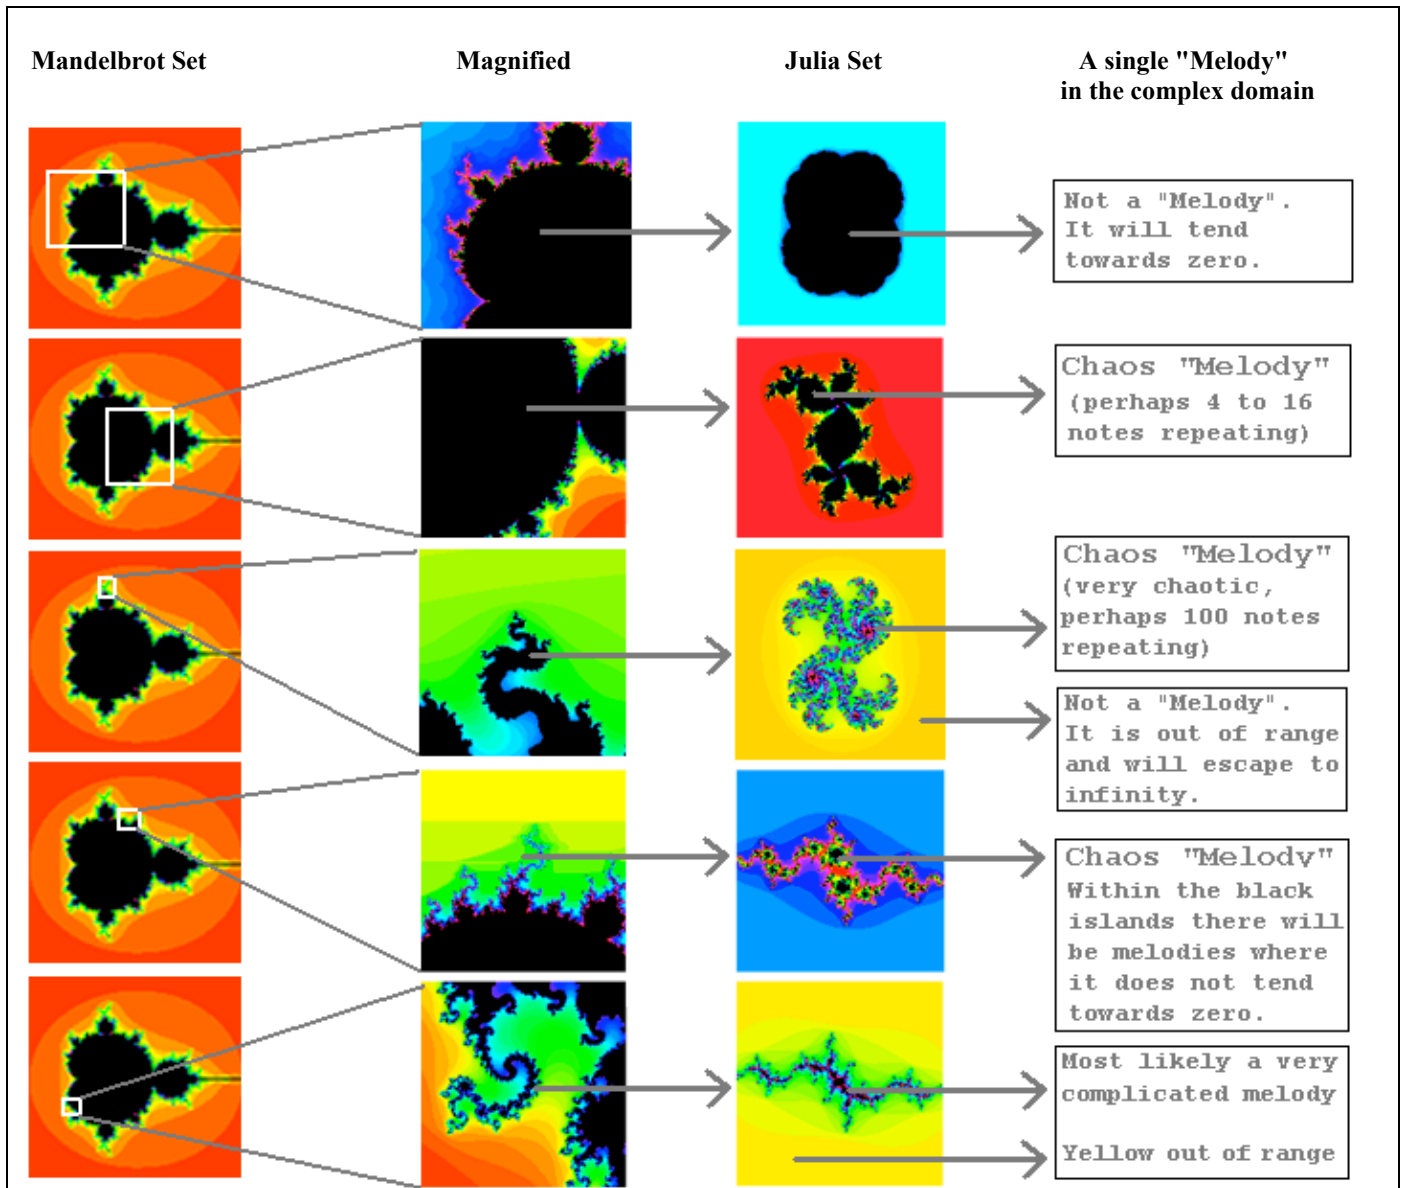 Mandelbrot Set
Magnified
Julia Set
A single "Melody"
in the complex domain
Not a "Melody".
It will tend
towards zero.
Chaos "Melody"
(perhaps 4 to 16
notes repeating)
Chaos "Melody"
(very chaotic,
perhaps 100 notes
repeating)
Not a "Melody".
It is out of range
and will escape to
infinity.
Chaos "Melody"
Within the black
islands there will
be melodies where
it does not tend
towards zero.
Most likely a very
complicated melody
Yellow out of range